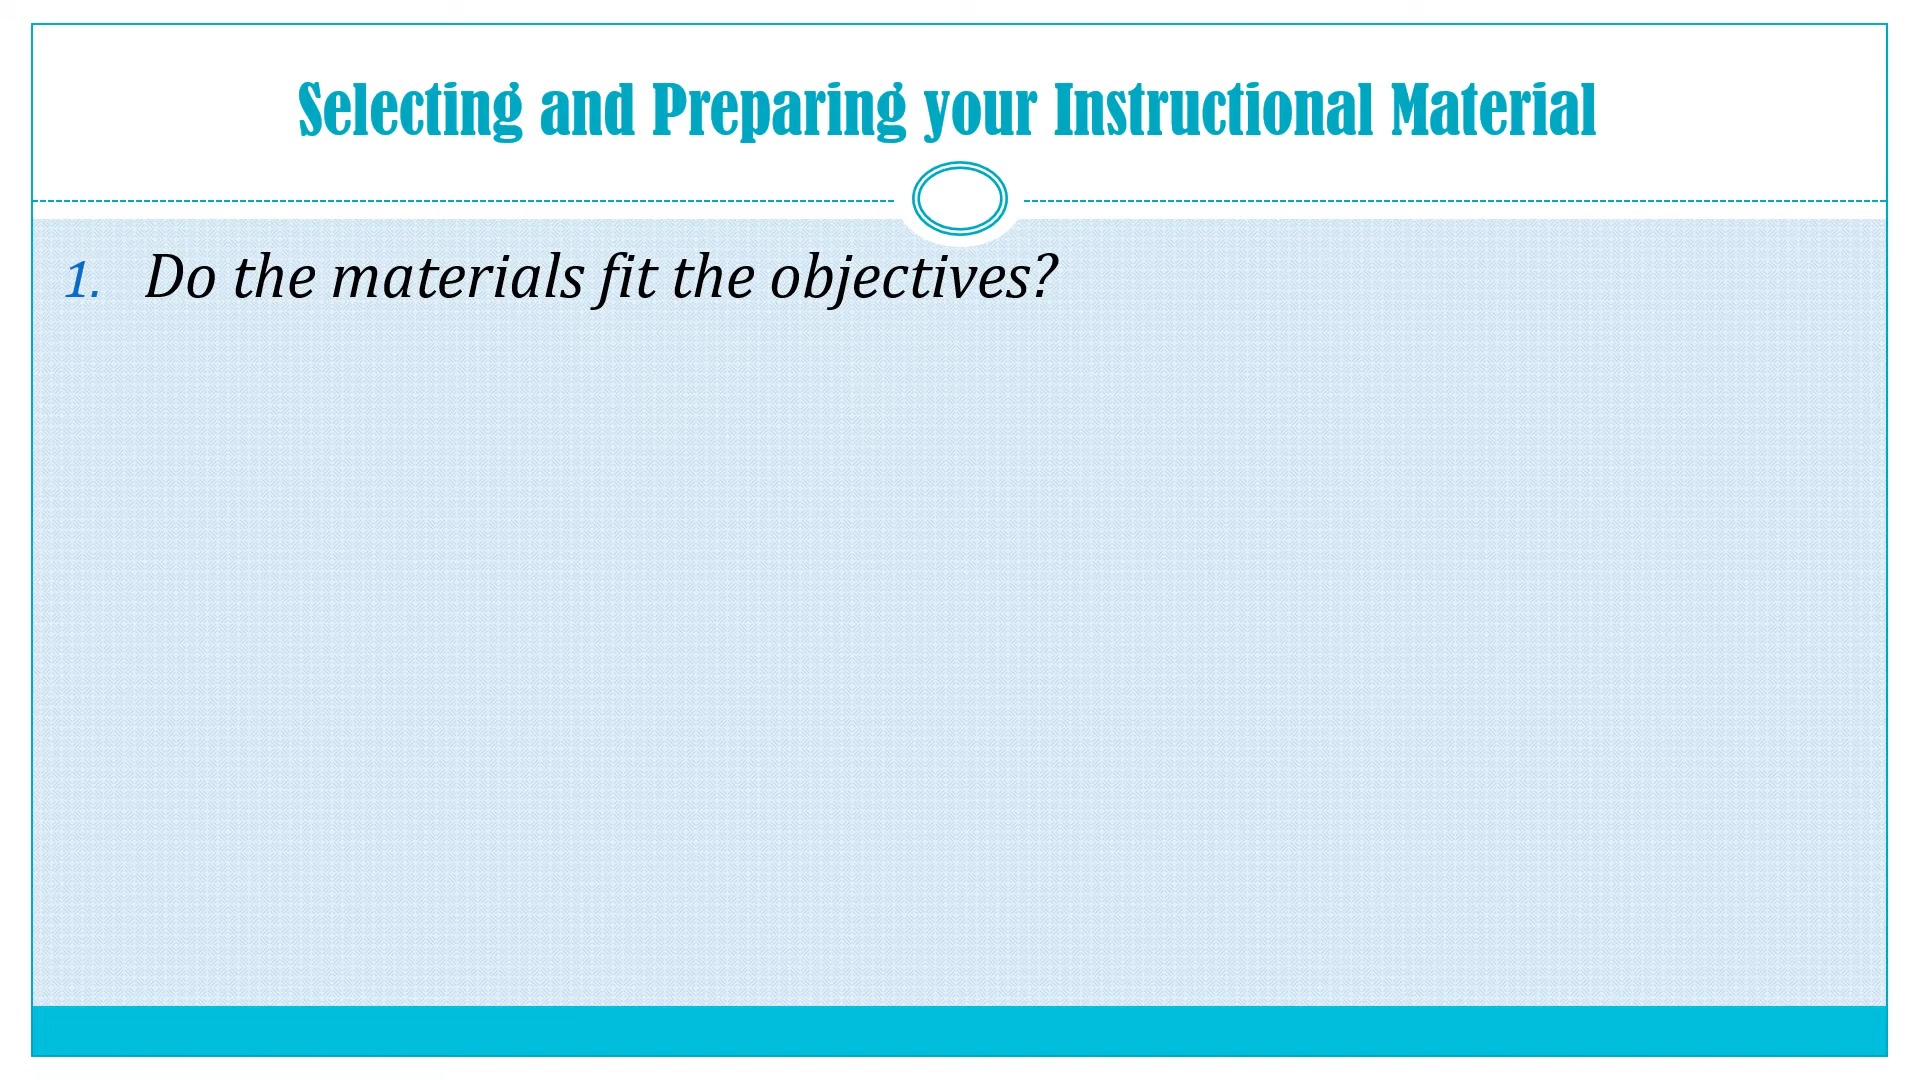 Selecting and Preparing your Instructional Material
1. Do the materials fit the objectives?